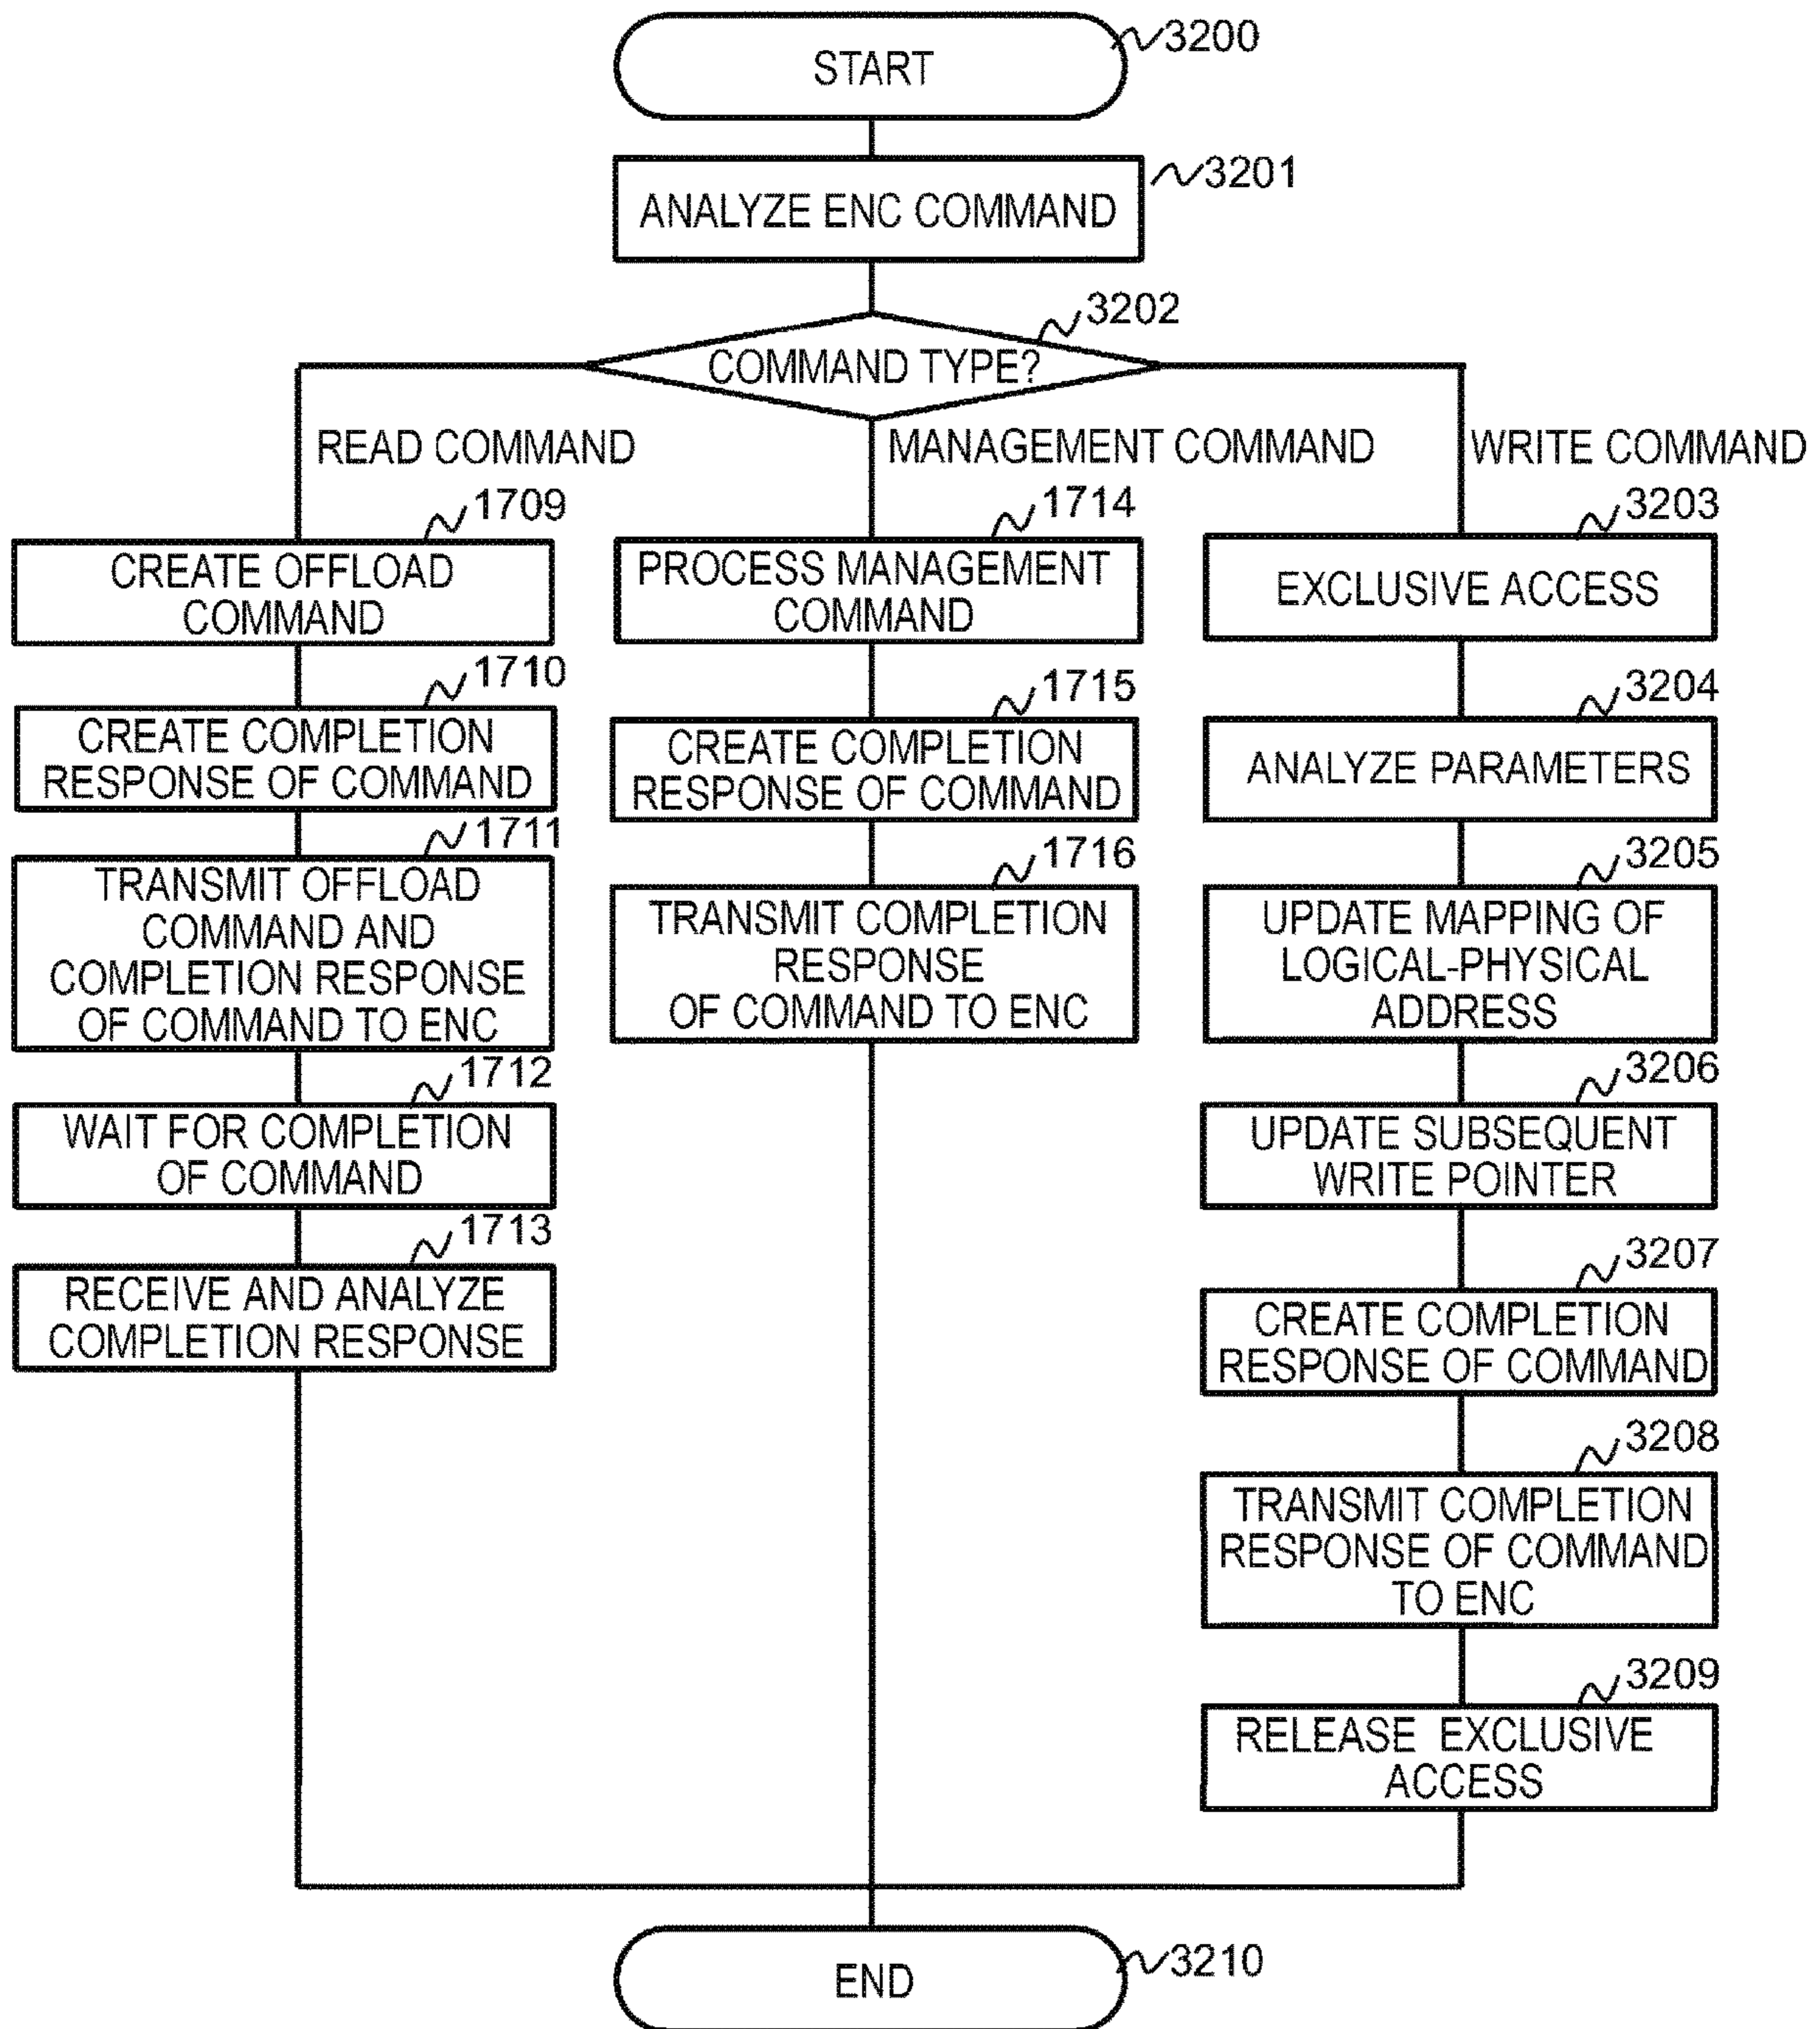 3200
START
3201
ANALYZE ENC COMMAND
3202
COMMAND TYPE?
READ COMMAND
MANAGEMENT COMMAND
WRITE COMMAND
1709
CREATE OFFLOAD
COMMAND
1710
CREATE COMPLETION
RESPONSE OF COMMAND
1711
TRANSMIT OFFLOAD
COMMAND AND
COMPLETION RESPONSE
OF COMMAND TO ENC
1712
WAIT FOR COMPLETION
OF COMMAND
1713
RECEIVE AND ANALYZE
COMPLETION RESPONSE
1714
PROCESS MANAGEMENT
COMMAND
1715
CREATE COMPLETION
RESPONSE OF COMMAND
1716
TRANSMIT COMPLETION
RESPONSE
OF COMMAND TO ENC
3203
EXCLUSIVE ACCESS
3204
ANALYZE PARAMETERS
3205
UPDATE MAPPING OF
LOGICAL-PHYSICAL
ADDRESS
3206
UPDATE SUBSEQUENT
WRITE POINTER
3207
CREATE COMPLETION
RESPONSE OF COMMAND
3208
TRANSMIT COMPLETION
RESPONSE OF COMMAND
TO ENC
3209
RELEASE EXCLUSIVE
ACCESS
END
3210